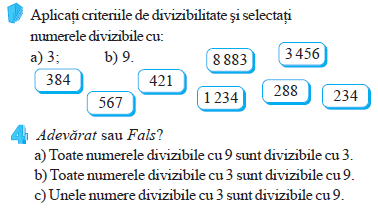 Aplicați criteriile de divizibilitate și selectați
numerele divizibile cu:
a) 3; b) 9.
8 883
3 456
384
421
567
1 234
288
234
4 Adevărat sau Fals?
a) Toate numerele divizibile cu 9 sunt divizibile cu 3.
b) Toate numerele divizibile cu 3 sunt divizibile cu 9.
c) Unele numere divizibile cu 3 sunt divizibile cu 9.